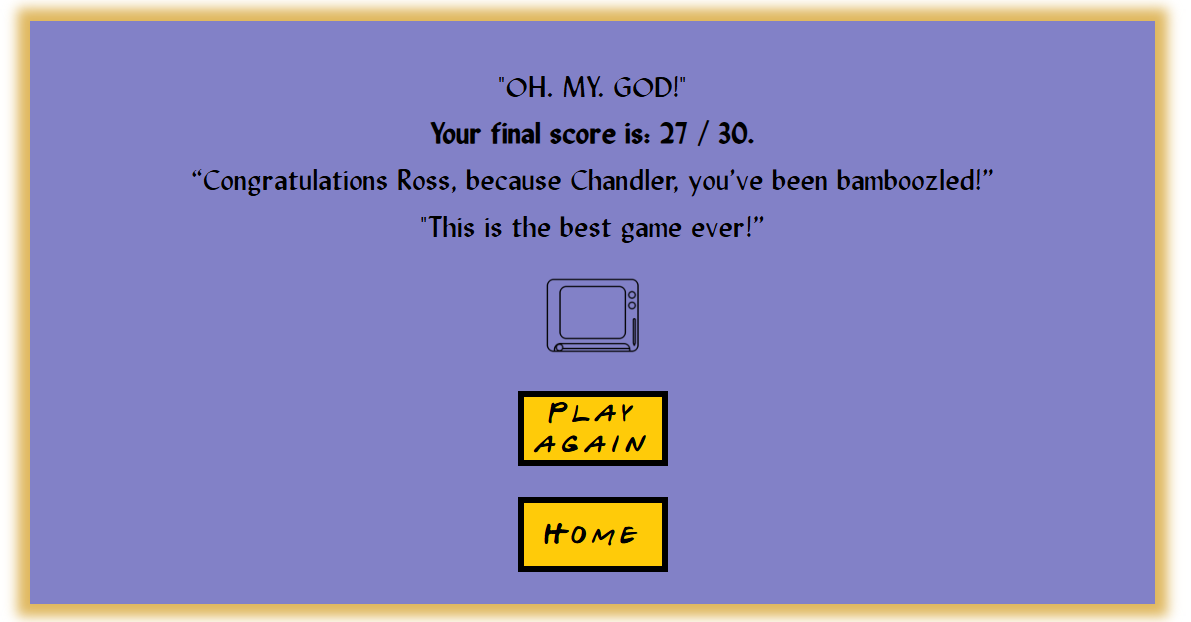 "OH. MY. GOD!"
Your final score is: 27 / 30.
“Congratulations Ross, because Chandler, you’ve been bamboozled!”
"This is the best game ever!”
PLAY
AGAIN
HOME